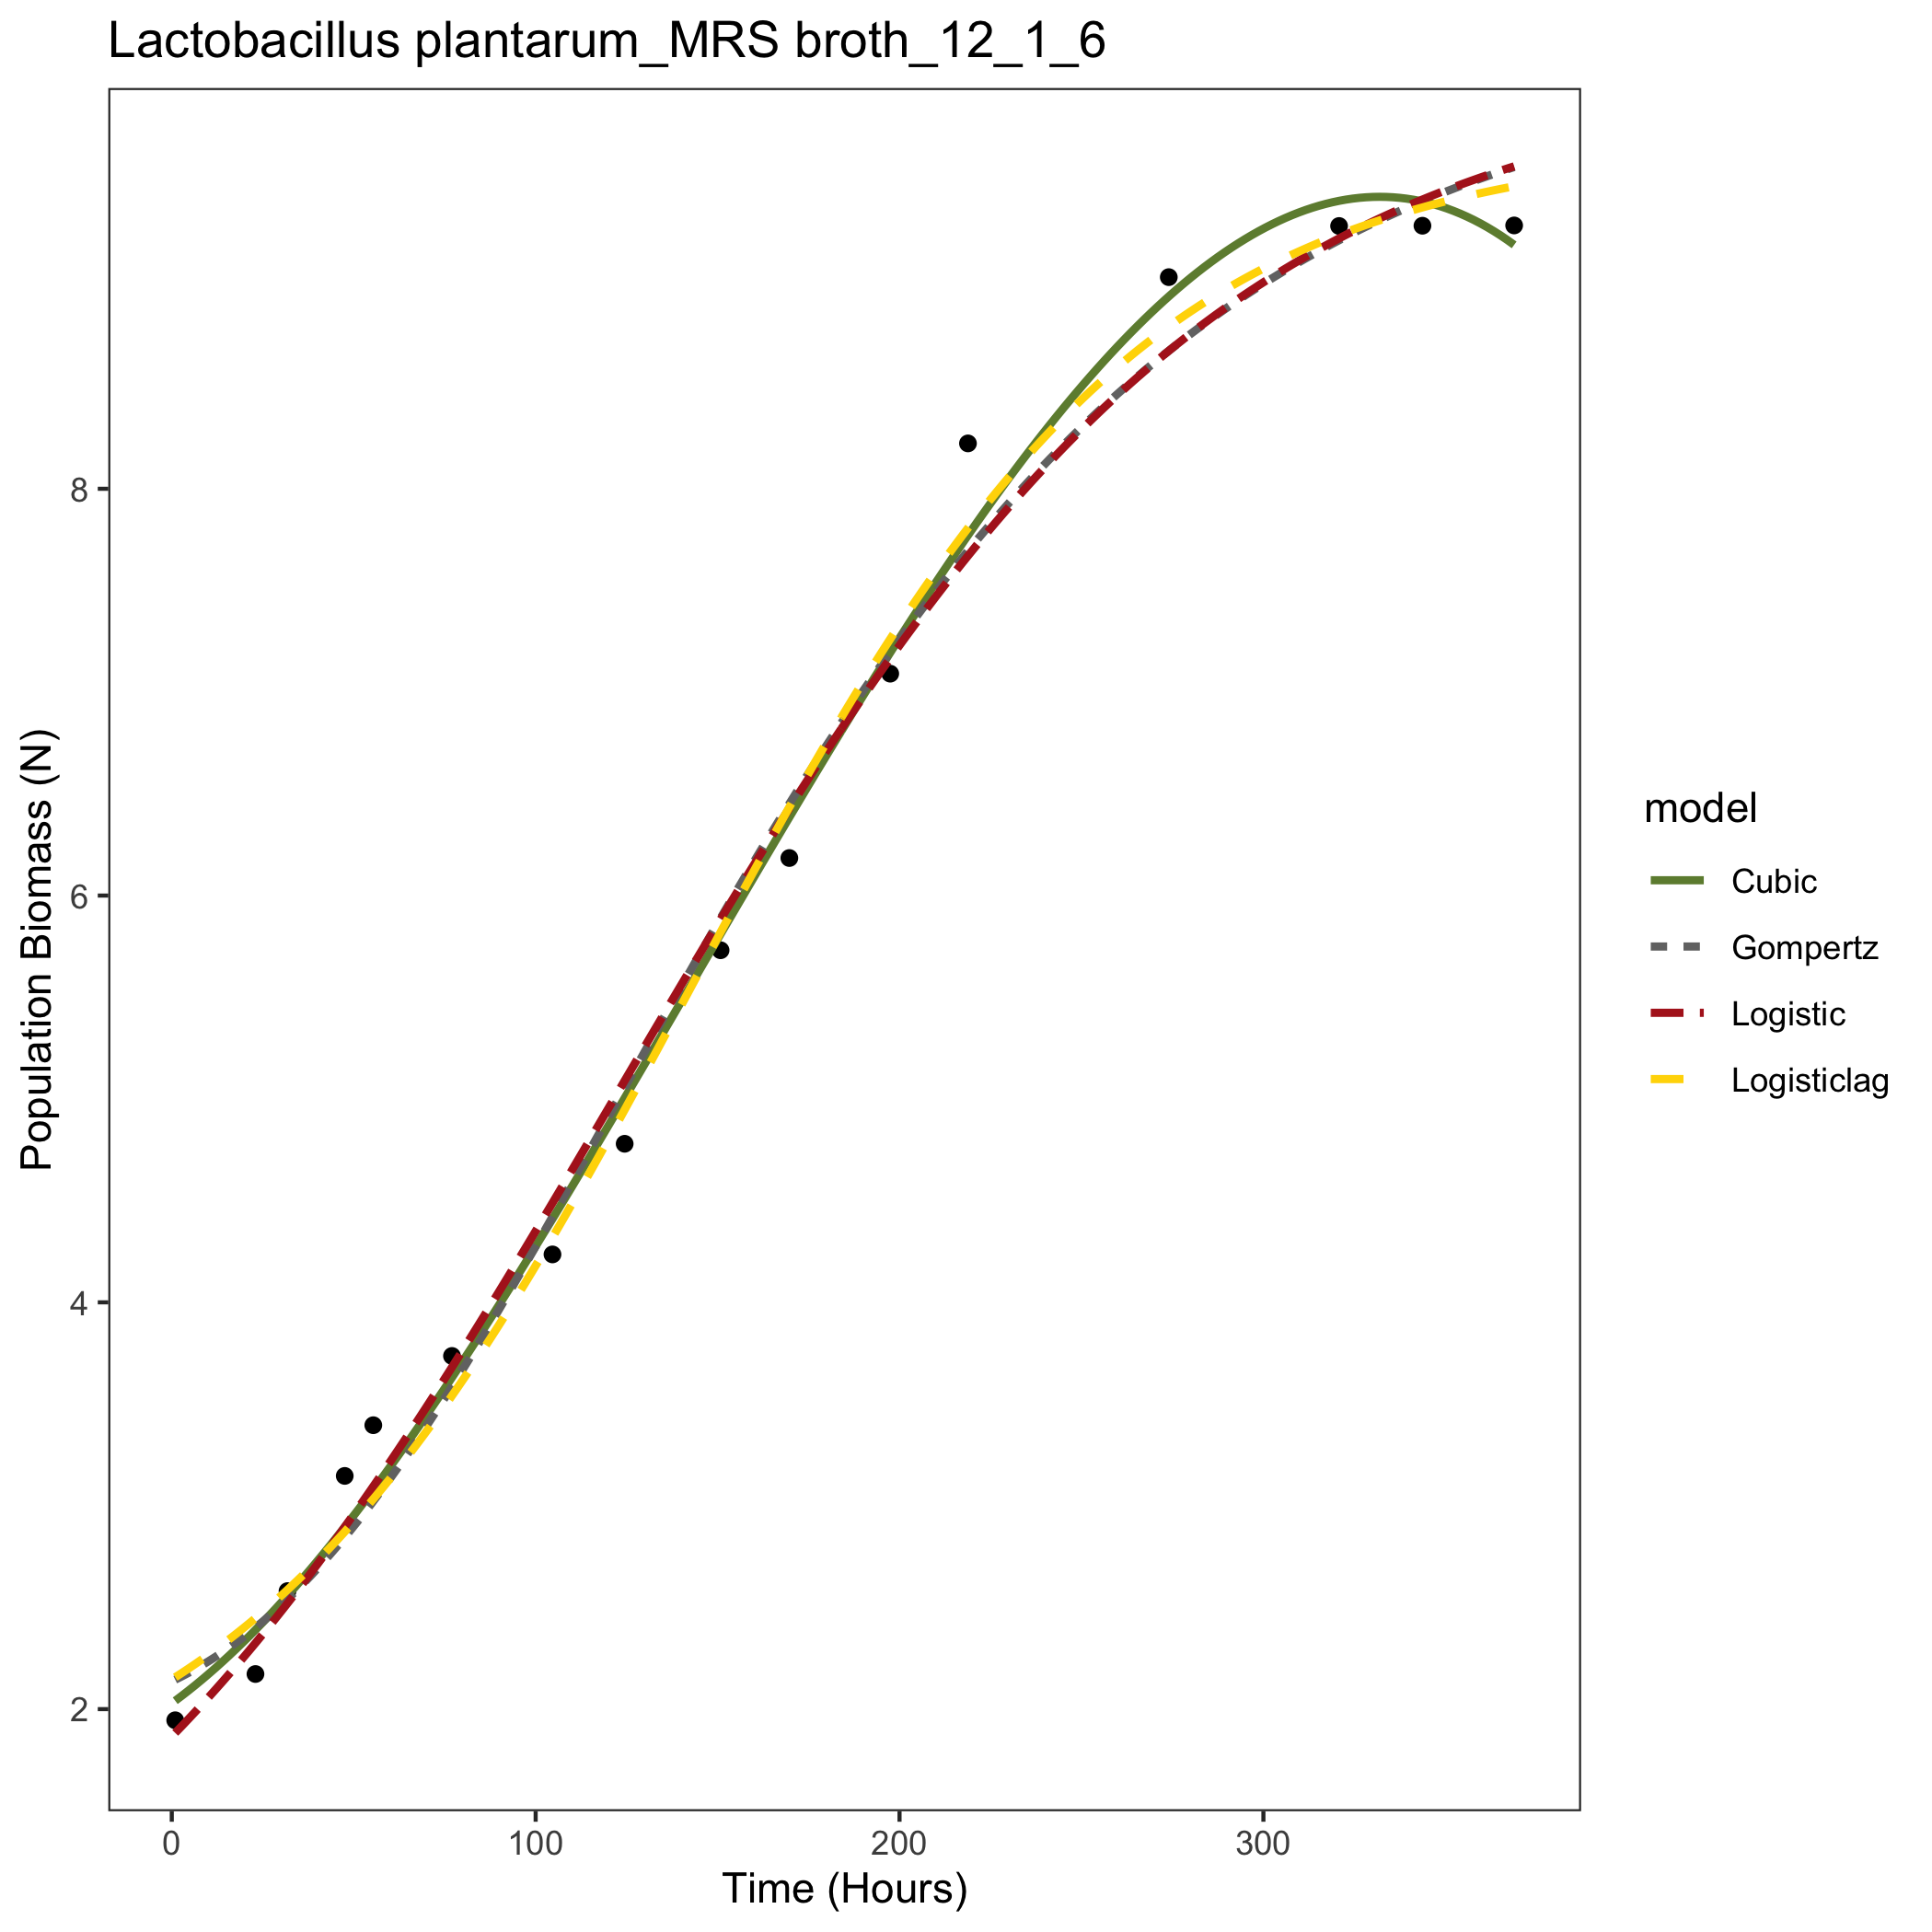 Lactobacillus plantarum_MRS broth_12_1_6
8
6
4
2
Population Biomass (N)
0 100 200 300
Time (Hours)
model
Cubic
Gompertz
Logistic
Logisticlag